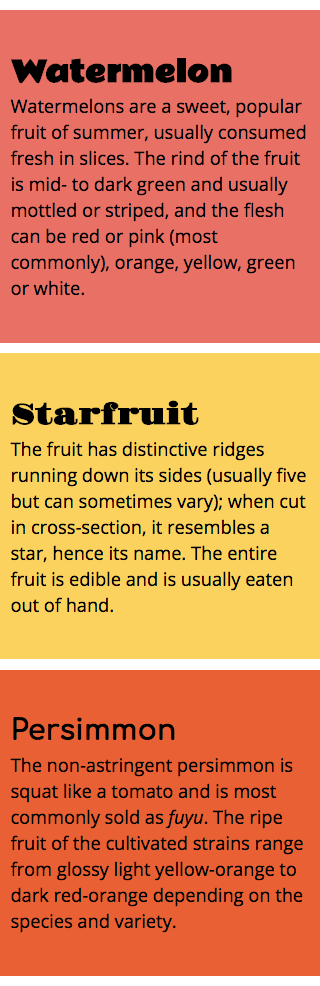 Watermelon
Watermelons are a sweet, popular
fruit of summer, usually consumed
fresh in slices. The rind of the fruit
is mid- to dark green and usually
mottled or striped, and the flesh
can be red or pink (most
commonly), orange, yellow, green
or white.
Starfruit
The fruit has distinctive ridges
running down its sides (usually five
but can sometimes vary); when cut
in cross-section, it resembles a
star, hence its name. The entire
fruit is edible and is usually eaten
out of hand.
Persimmon
The non-astringent persimmon is
squat like a tomato and is most
commonly sold as fuyu. The ripe
fruit of the cultivated strains range
from glossy light yellow-orange to
dark red-orange depending on the
species and variety.